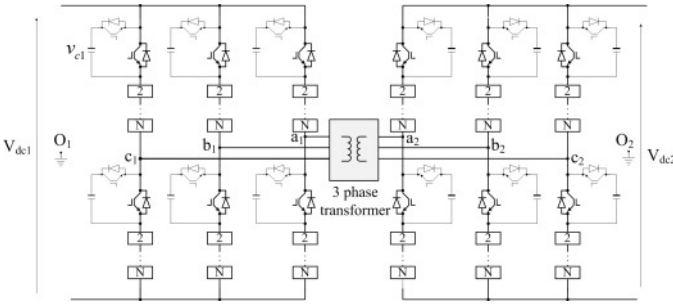 v_c1
2 2 2 2 2 2
N N N N N N
V_dc1 O_1 a_1 a_2 O_2 V_dc2
b_1 b_2
c_1 c_2
3 phase
transformer
2 2 2 2 2 2
N N N N N N